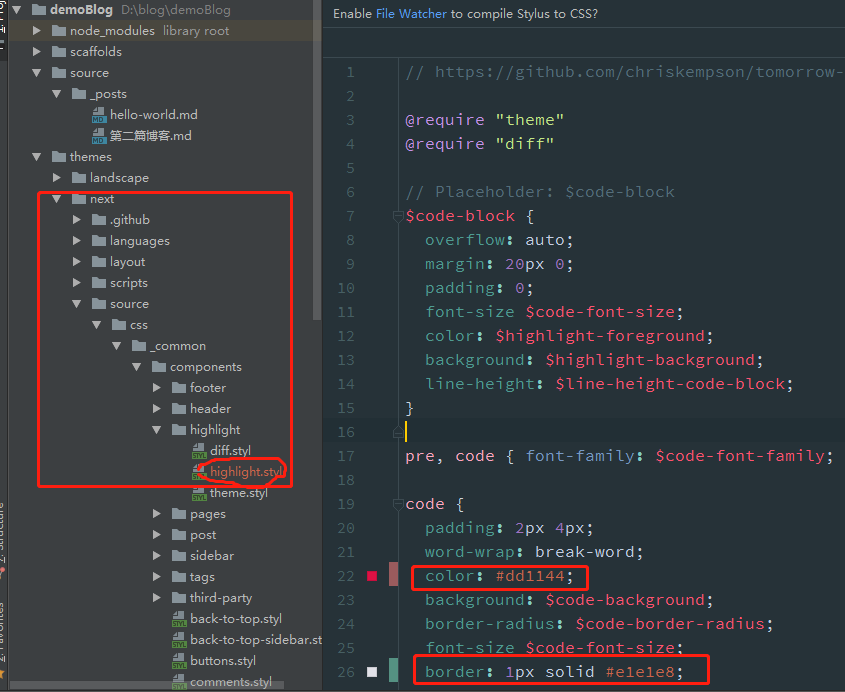 demoBlog D:\blog\demoBlog
node_modules library root
scaffolds
source
_posts
hello-world.md
第二篇博客.md
themes
landscape
next
.github
languages
layout
scripts
source
css
_common
components
footer
header
highlight
diff.styl
highlight.styl
theme.styl
pages
post
sidebar
tags
third-party
back-to-top.styl
back-to-top-sidebar.st
buttons.styl
comments.styl
Enable File Watcher to compile Stylus to CSS?
1 // https://github.com/chriskempson/tomorrow-
2
3 @require "theme"
4 @require "diff"
5
6 // Placeholder: $code-block
7 $code-block {
8 overflow: auto;
9 margin: 20px 0;
10 padding: 0;
11 font-size $code-font-size;
12 color: $highlight-foreground;
13 background: $highlight-background;
14 line-height: $line-height-code-block;
15 }
16
17 pre, code { font-family: $code-font-family;
18
19 code {
20 padding: 2px 4px;
21 word-wrap: break-word;
22 color: #dd1144;
23 background: $code-background;
24 border-radius: $code-border-radius;
25 font-size $code-font-size;
26 border: 1px solid #e1e1e8;